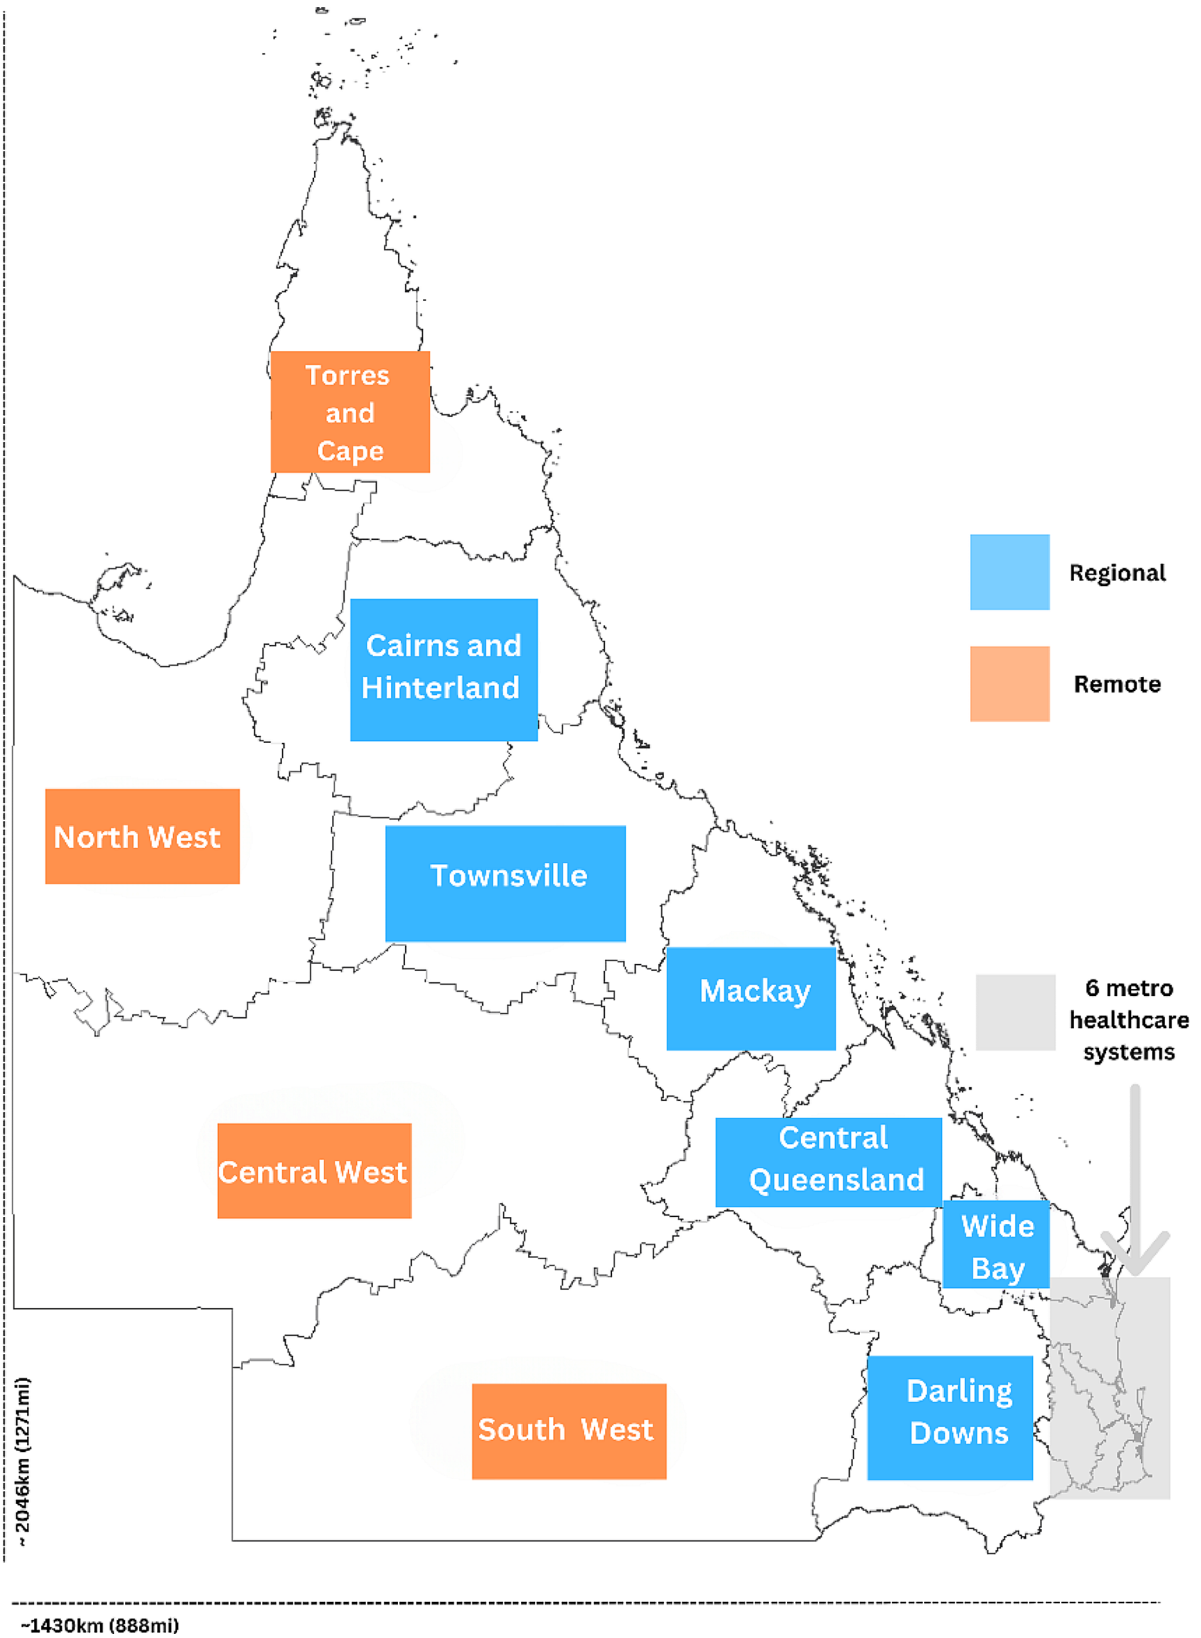 Torres
and
Cape
Cairns and
Hinterland
Regional
Remote
North West
Townsville
Mackay
6 metro
healthcare
systems
Central West
Central
Queensland
Wide
Bay
South West
Darling
Downs
~ 2046km (1271mi)
~1430km (888mi)